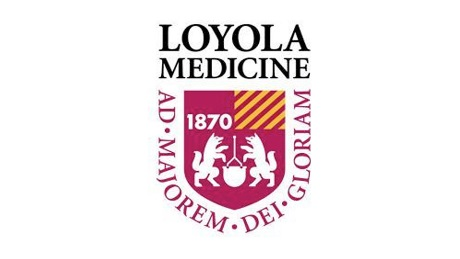 LOYOLA
MEDICINE
1870
AD · MAJOREM · DEI · GLORIAM